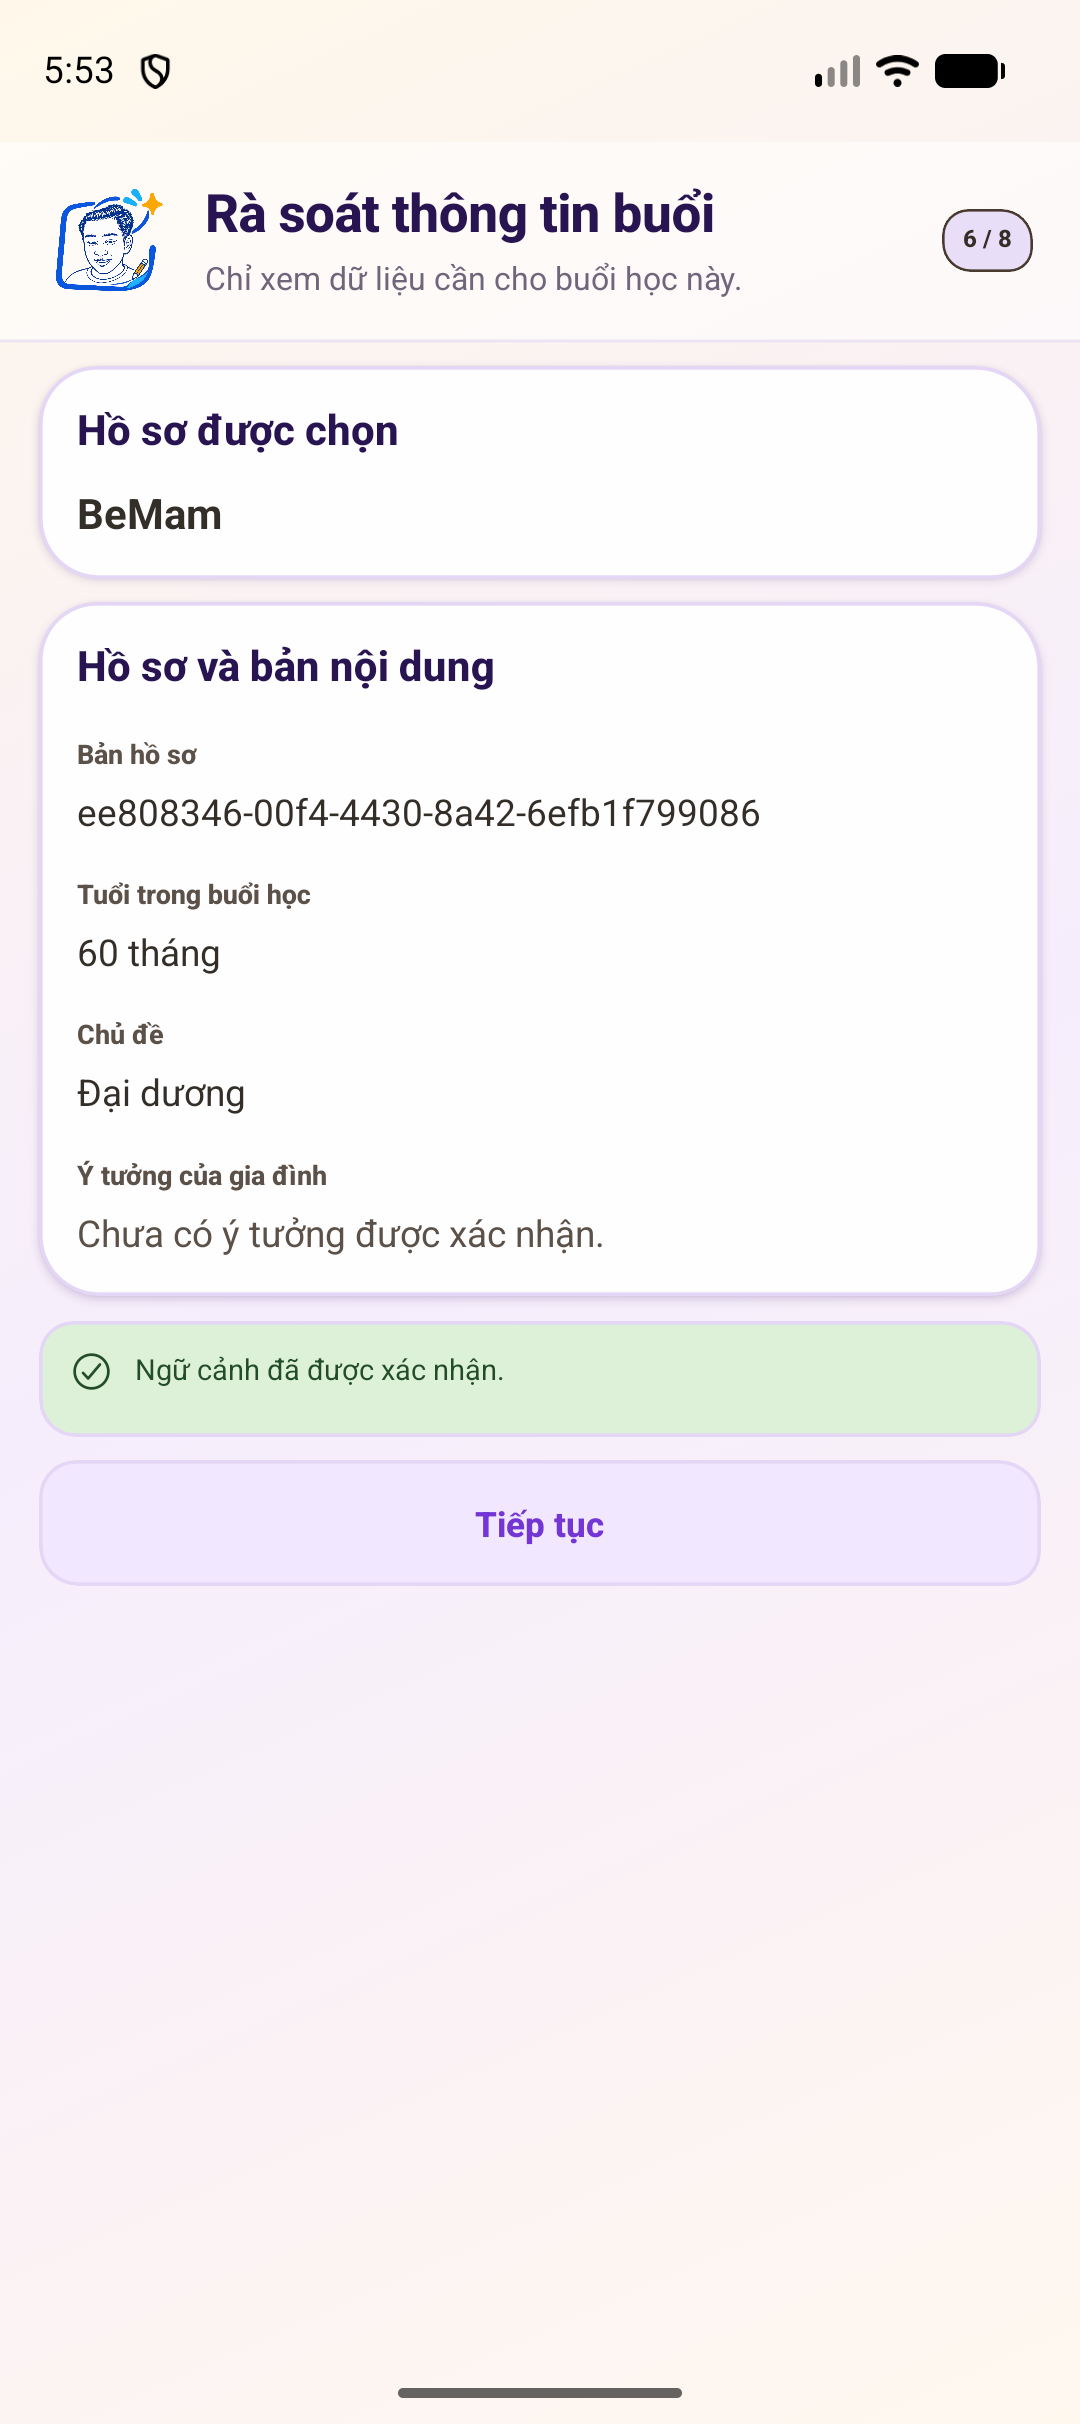 5:53
Rà soát thông tin buổi
Chỉ xem dữ liệu cần cho buổi học này.
6 / 8
Hồ sơ được chọn
BeMam
Hồ sơ và bản nội dung
Bản hồ sơ
ee808346-00f4-4430-8a42-6efb1f799086
Tuổi trong buổi học
60 tháng
Chủ đề
Đại dương
Ý tưởng của gia đình
Chưa có ý tưởng được xác nhận.
Ngữ cảnh đã được xác nhận.
Tiếp tục